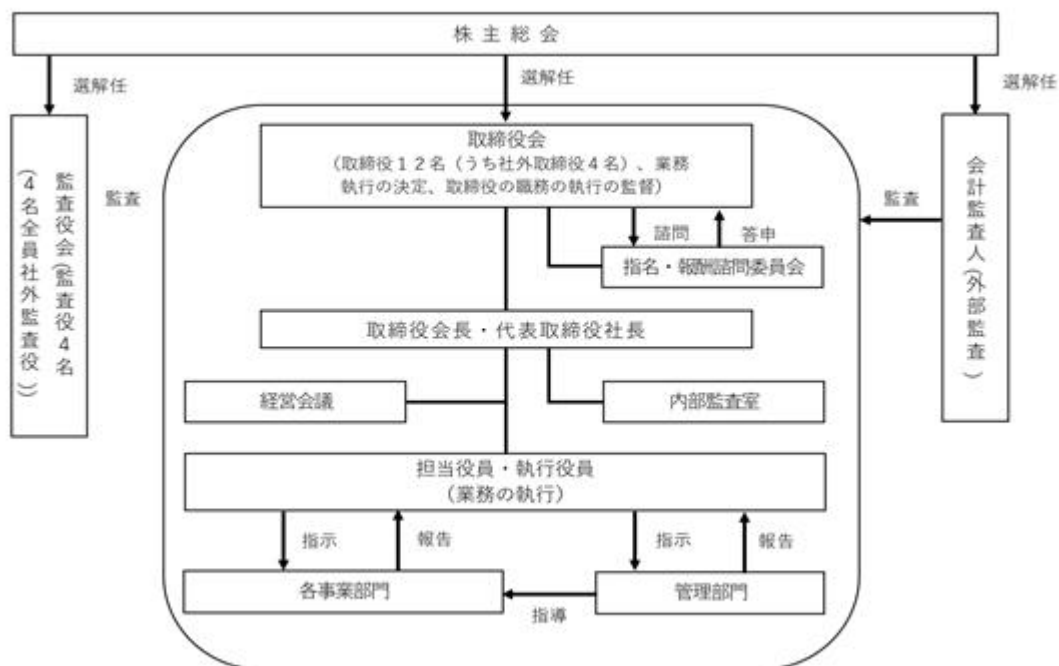 株主総会
選解任
選解任
選解任
取締役会
（取締役１２名（うち社外取締役４名）、業務
執行の決定、取締役の職務の執行の監督）
監査役会(監査役４名
(４名全員社外監査役))
監査
監査
会計監査人(外部監査)
諮問
答申
指名・報酬諮問委員会
取締役会長・代表取締役社長
経営会議
内部監査室
担当役員・執行役員
（業務の執行）
指示
報告
指示
報告
各事業部門
管理部門
指導